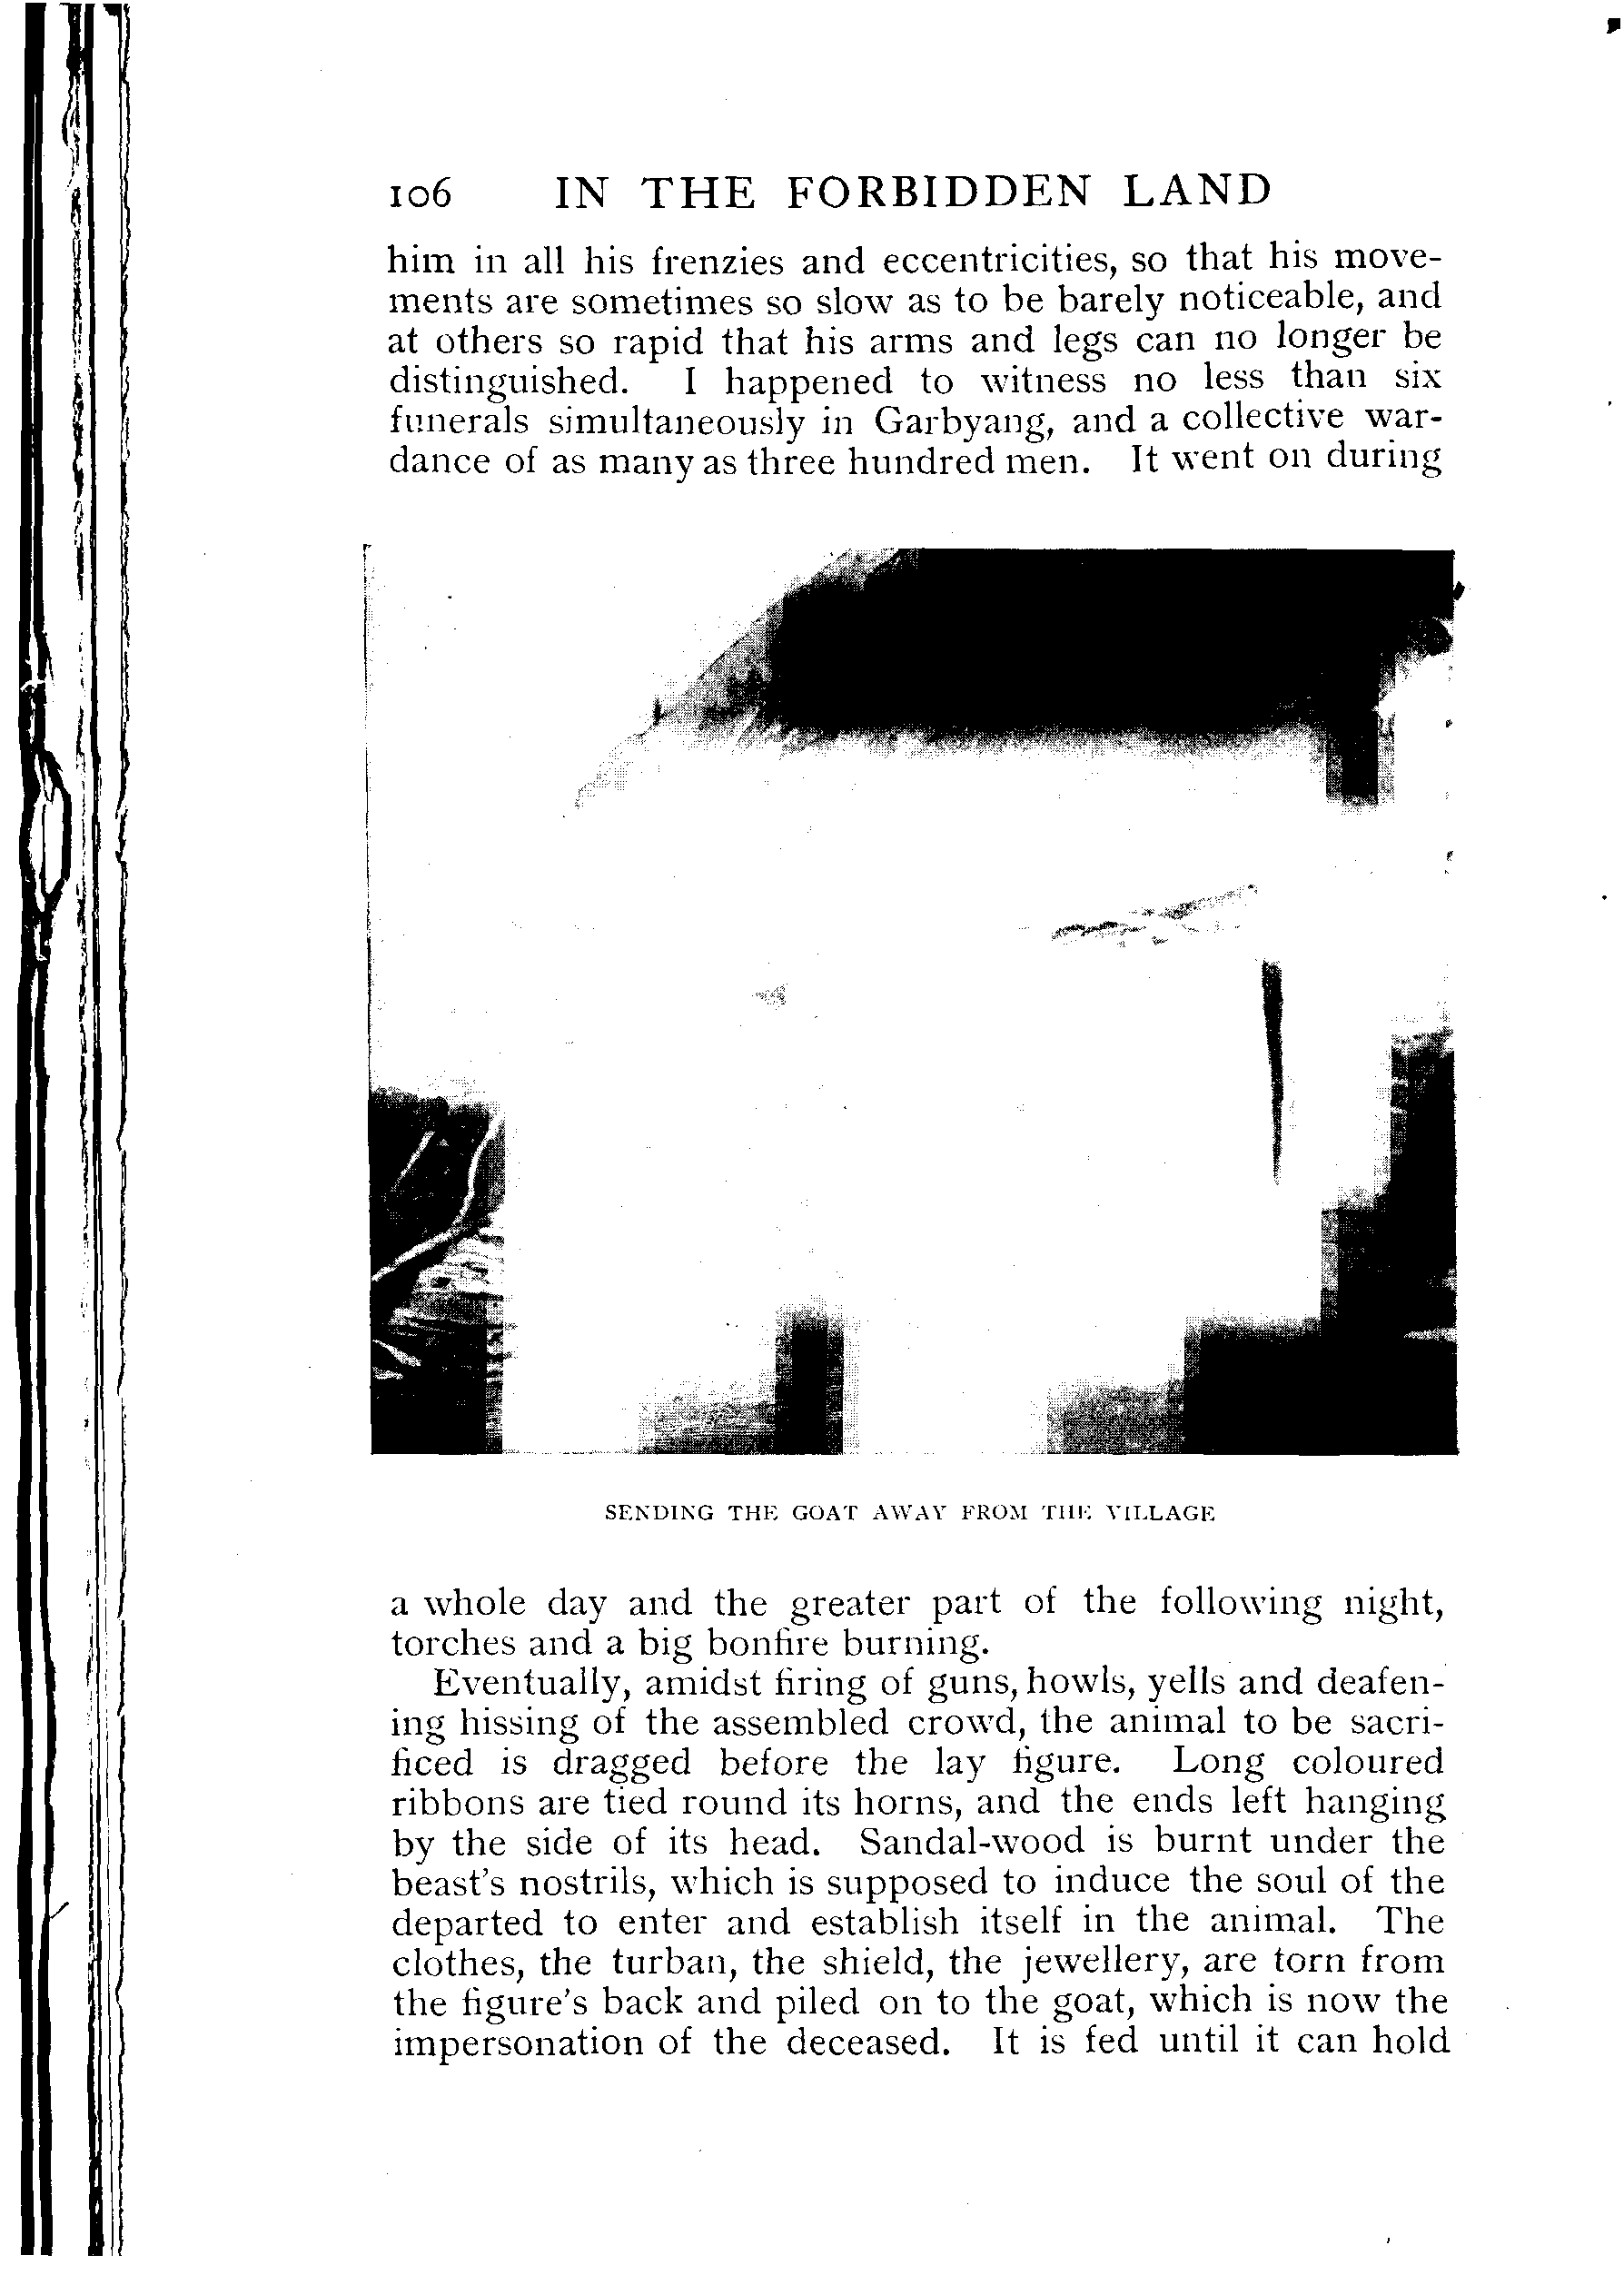 106 IN THE FORBIDDEN LAND
him in all his frenzies and eccentricities, so that his move-
ments are sometimes so slow as to be barely noticeable, and
at others so rapid that his arms and legs can no longer be
distinguished. I happened to witness no less than six
funerals simultaneously in Garbyang, and a collective war-
dance of as many as three hundred men. It went on during
SENDING THE GOAT AWAY FROM THE VILLAGE
a whole day and the greater part of the following night,
torches and a big bonfire burning.
Eventually, amidst firing of guns, howls, yells and deafen-
ing hissing of the assembled crowd, the animal to be sacri-
ficed is dragged before the lay figure. Long coloured
ribbons are tied round its horns, and the ends left hanging
by the side of its head. Sandal-wood is burnt under the
beast's nostrils, which is supposed to induce the soul of the
departed to enter and establish itself in the animal. The
clothes, the turban, the shield, the jewellery, are torn from
the figure's back and piled on to the goat, which is now the
impersonation of the deceased. It is fed until it can hold